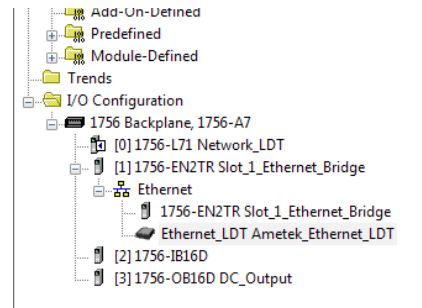 Add-On-Defined
Predefined
Module-Defined
Trends
I/O Configuration
1756 Backplane, 1756-A7
[0] 1756-L71 Network_LDT
[1] 1756-EN2TR Slot_1_Ethernet_Bridge
Ethernet
1756-EN2TR Slot_1_Ethernet_Bridge
Ethernet_LDT Ametek_Ethernet_LDT
[2] 1756-IB16D
[3] 1756-OB16D DC_Output